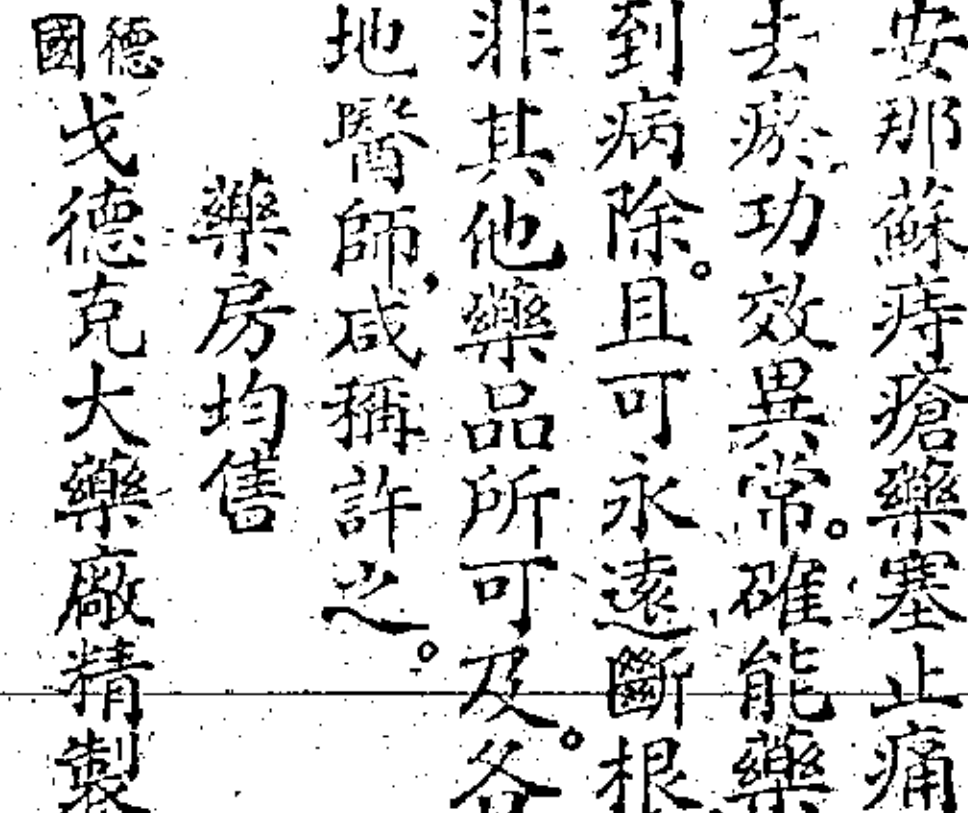 安那蘇痔瘡藥塞止痛
去瘀功效異常。確能藥
到病除。且可永遠斷根
非其他藥品所可及。各
地醫師,咸稱許之。
藥房均售
德國戈德克大藥廠精製